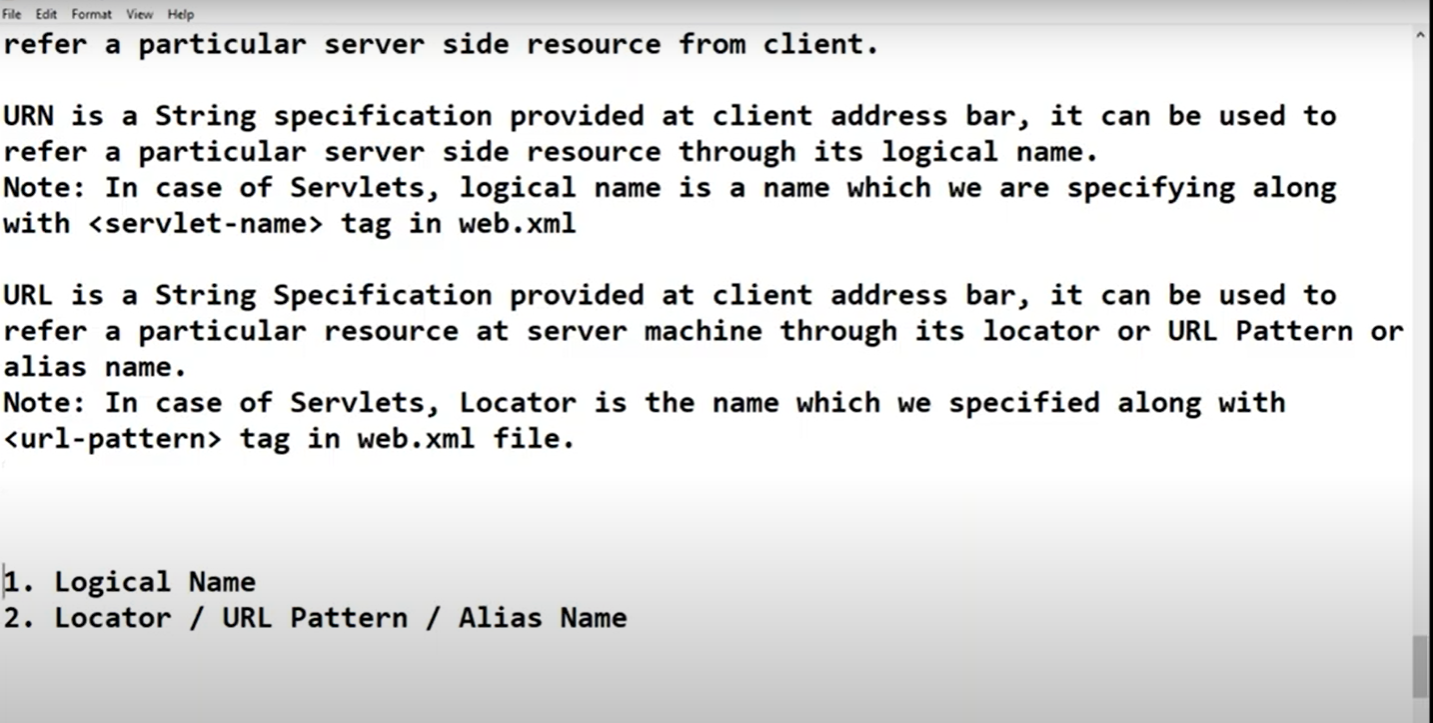 File Edit Format View Help
refer a particular server side resource from client.
URN is a String specification provided at client address bar, it can be used to
refer a particular server side resource through its logical name.
Note: In case of Servlets, logical name is a name which we are specifying along
with <servlet-name> tag in web.xml
URL is a String Specification provided at client address bar, it can be used to
refer a particular resource at server machine through its locator or URL Pattern or
alias name.
Note: In case of Servlets, Locator is the name which we specified along with
<url-pattern> tag in web.xml file.
1. Logical Name
2. Locator / URL Pattern / Alias Name